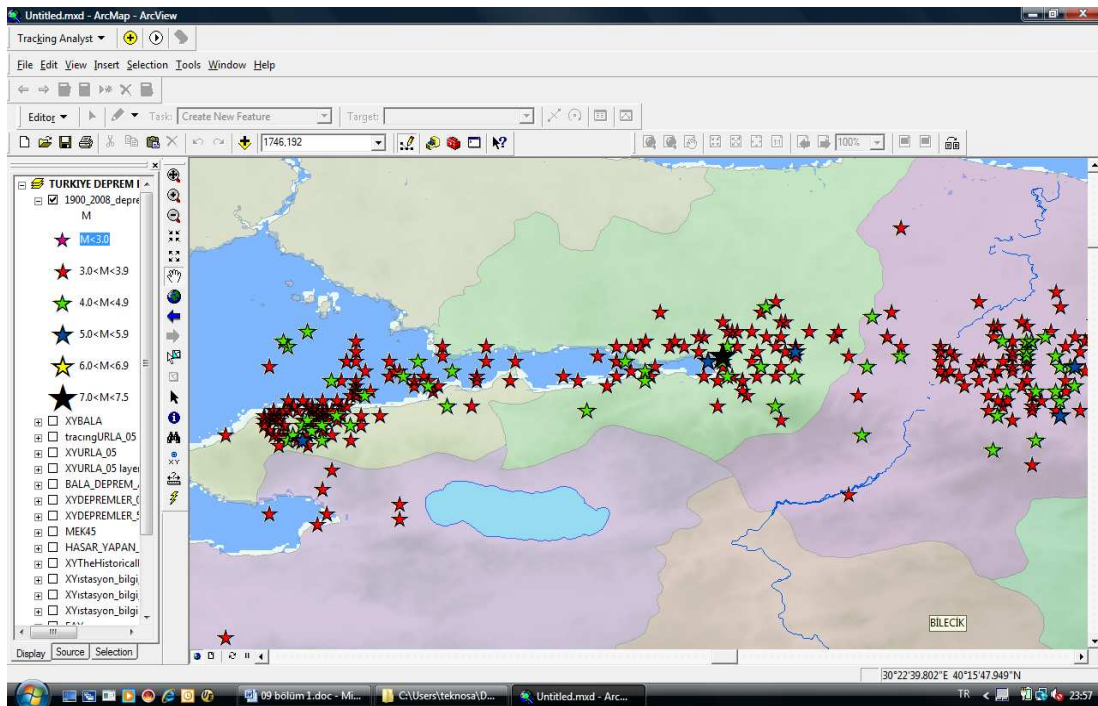 Untitled.mxd - ArcMap - ArcView
Tracking Analyst
File Edit View Insert Selection Tools Window Help
Editor Task: Create New Feature Target:
1746,192 100%
TURKIYE DEPREM
1900_2008_depre
M
M<3.0
3.0<M<3.9
4.0<M<4.9
5.0<M<5.9
6.0<M<6.9
7.0<M<7.5
XYBALA
tracingURLA_05
XYURLA_05
XYURLA_05 layer
BALA_DEPREM_
XYDEPREMLER_
XYDEPREMLER_
MEK45
HASAR_YAPAN_
XYTheHistorical
XYistasyon_bilgi
XYistasyon_bilgi
XYistasyon_bilgi
BİLECİK
Display Source Selection
30°22'39.802"E 40°15'47.949"N
09 bölüm 1.doc - Mi... C:\Users\teknosa\D... Untitled.mxd - Arc... TR 23:57